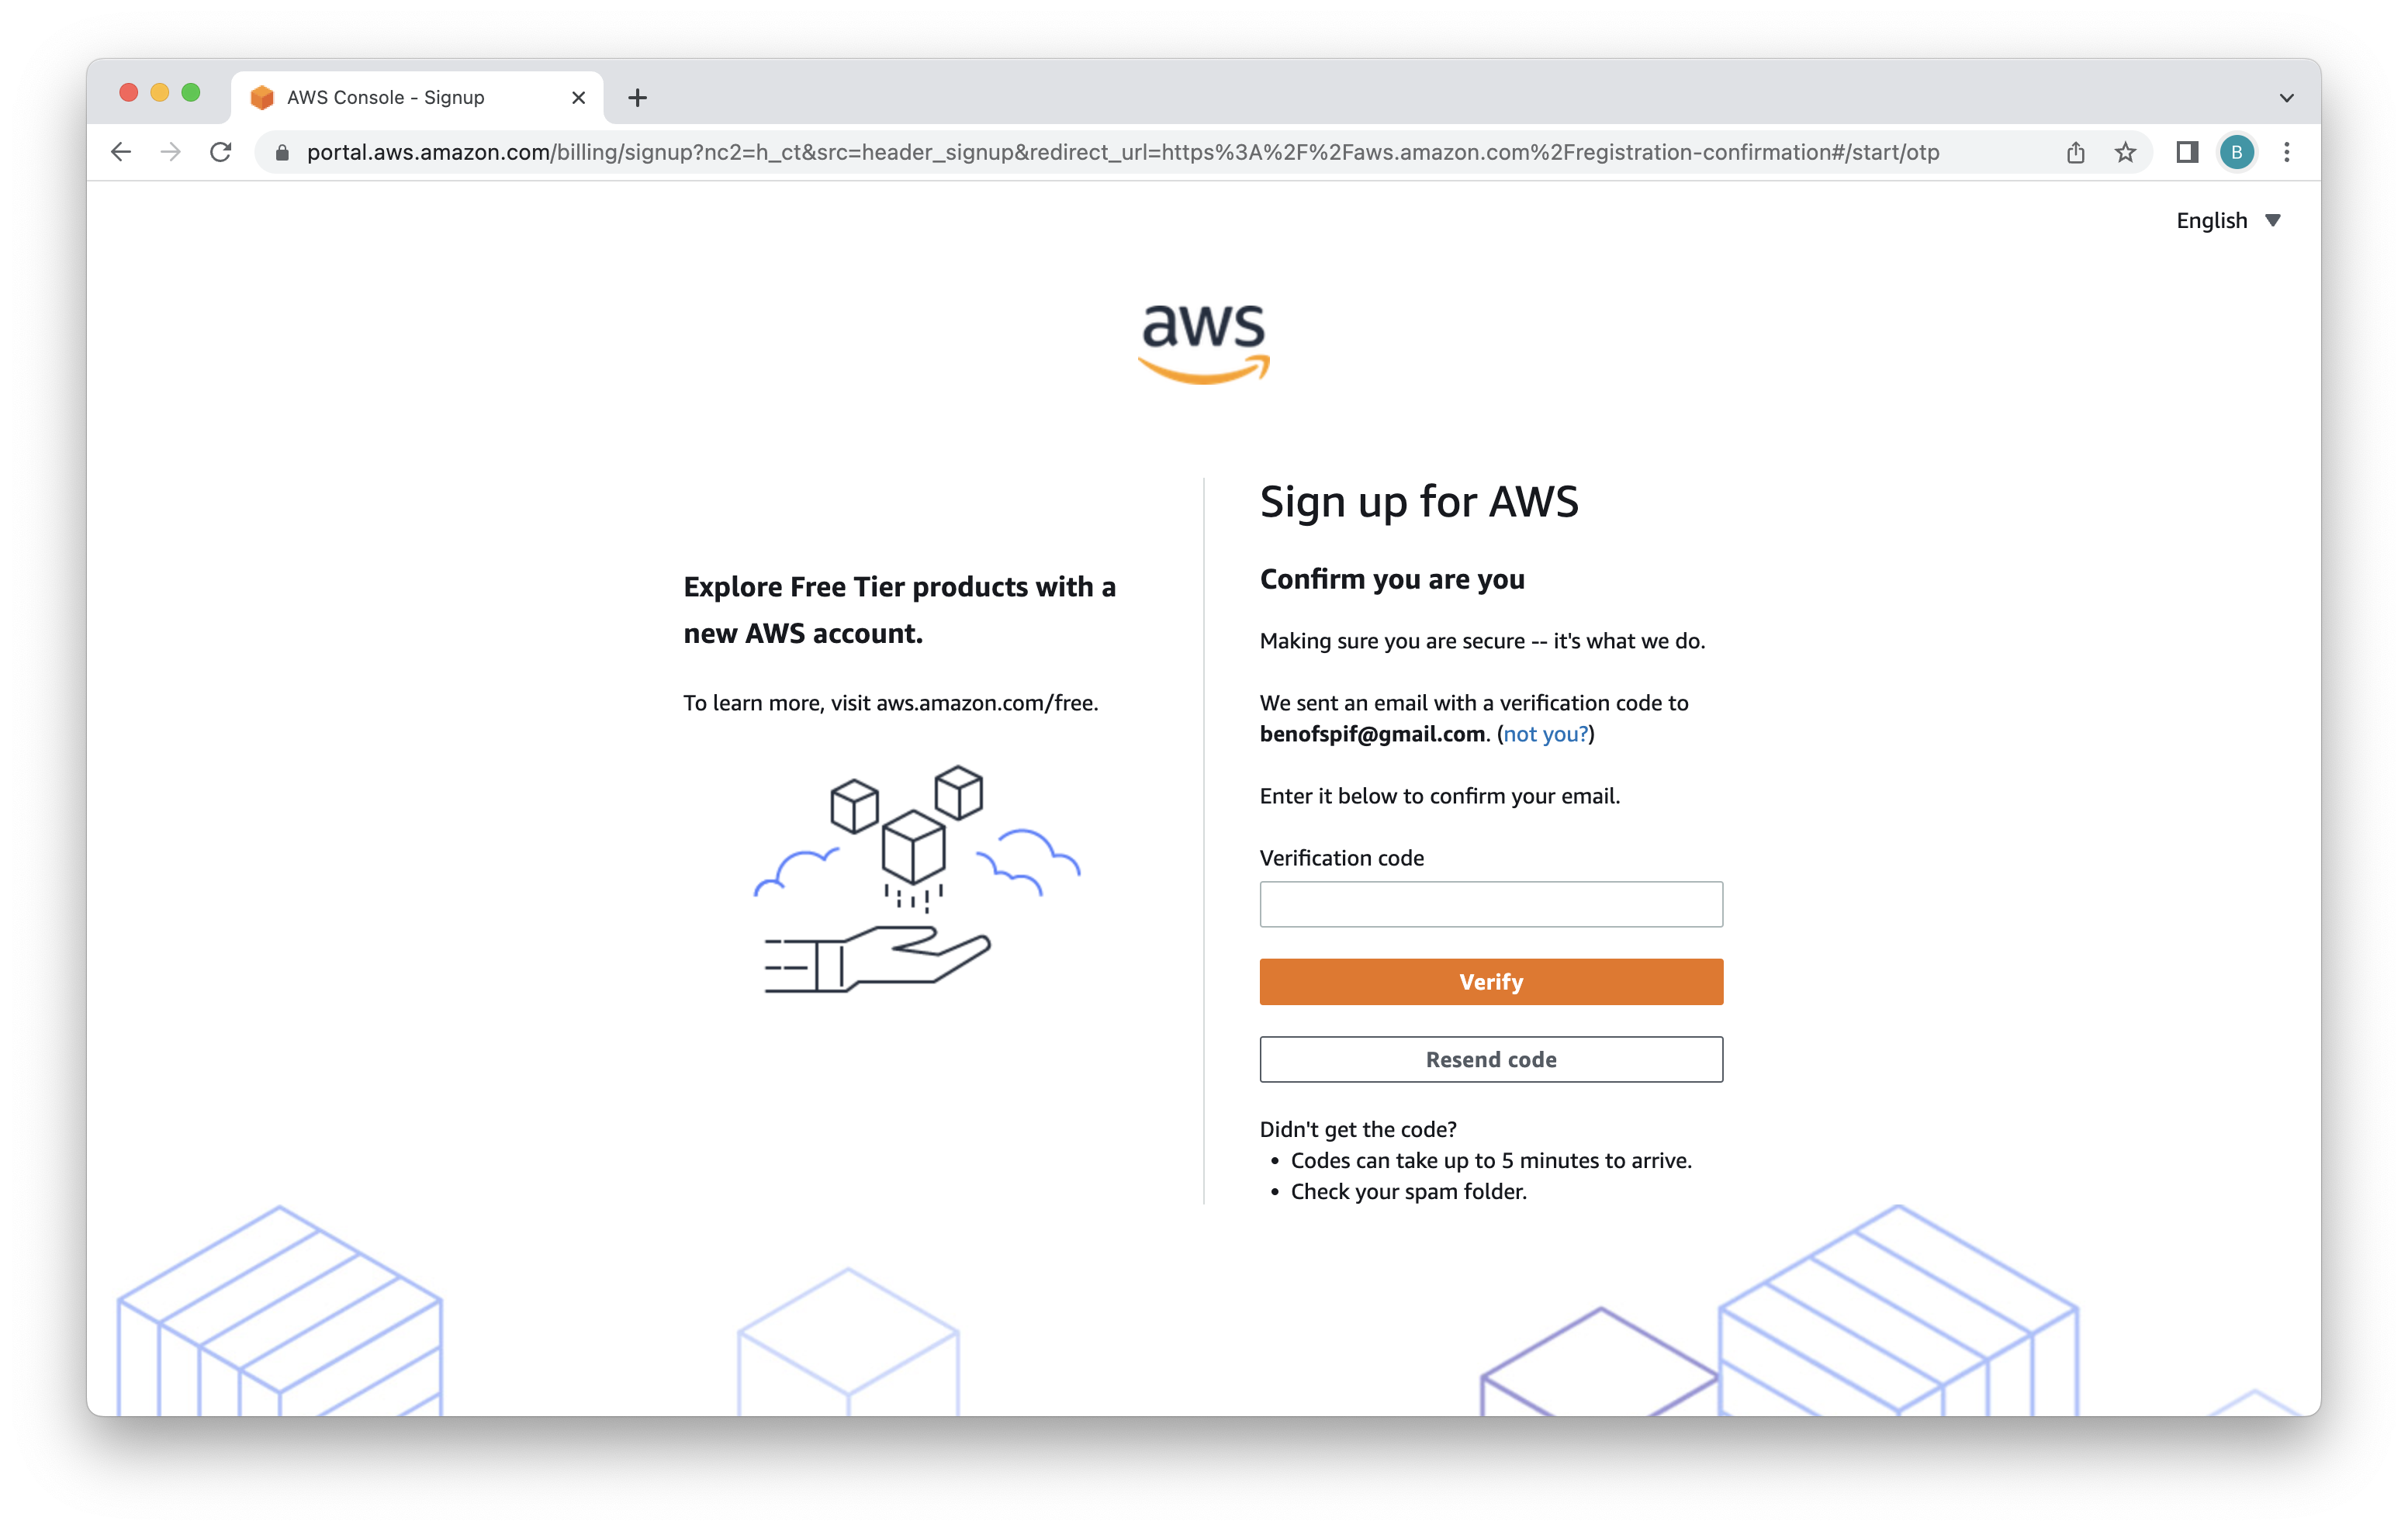 AWS Console - Signup
portal.aws.amazon.com/billing/signup?nc2=h_ct&src=header_signup&redirect_url=https%3A%2F%2Faws.amazon.com%2Fregistration-confirmation#/start/otp
B
English
aws
Explore Free Tier products with a
new AWS account.
To learn more, visit aws.amazon.com/free.
Sign up for AWS
Confirm you are you
Making sure you are secure -- it's what we do.
We sent an email with a verification code to
benofspif@gmail.com. (not you?)
Enter it below to confirm your email.
Verification code
Verify
Resend code
Didn't get the code?
• Codes can take up to 5 minutes to arrive.
• Check your spam folder.